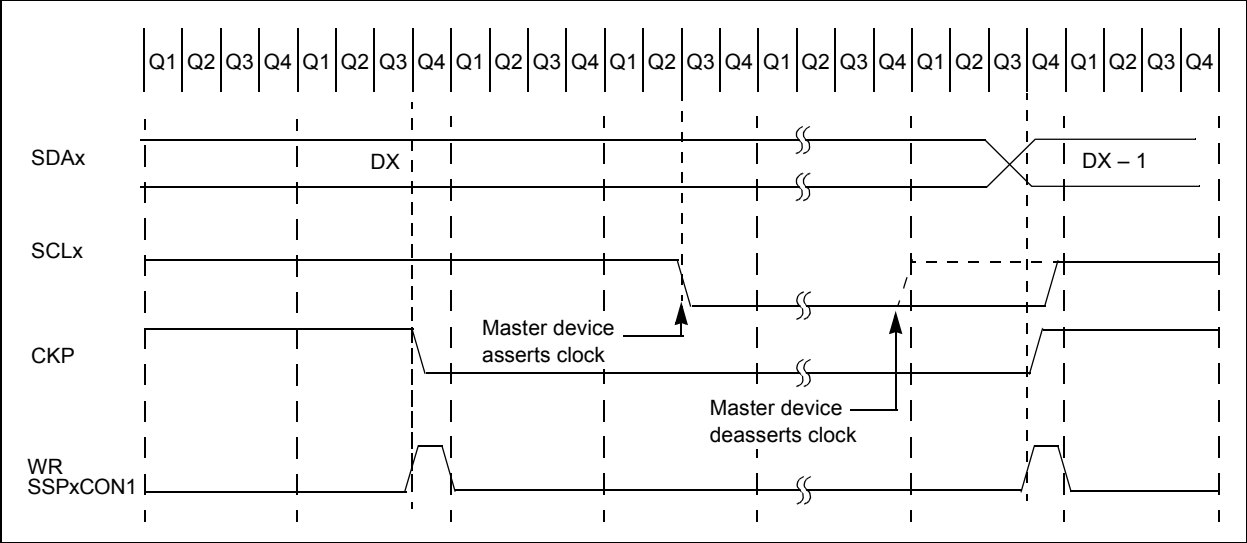 Q1 Q2 Q3 Q4 Q1 Q2 Q3 Q4 Q1 Q2 Q3 Q4 Q1 Q2 Q3 Q4 Q1 Q2 Q3 Q4 Q1 Q2 Q3 Q4 Q1 Q2 Q3 Q4
SDAx
DX
DX – 1
SCLx
Master device
asserts clock
CKP
Master device
deasserts clock
WR
SSPxCON1